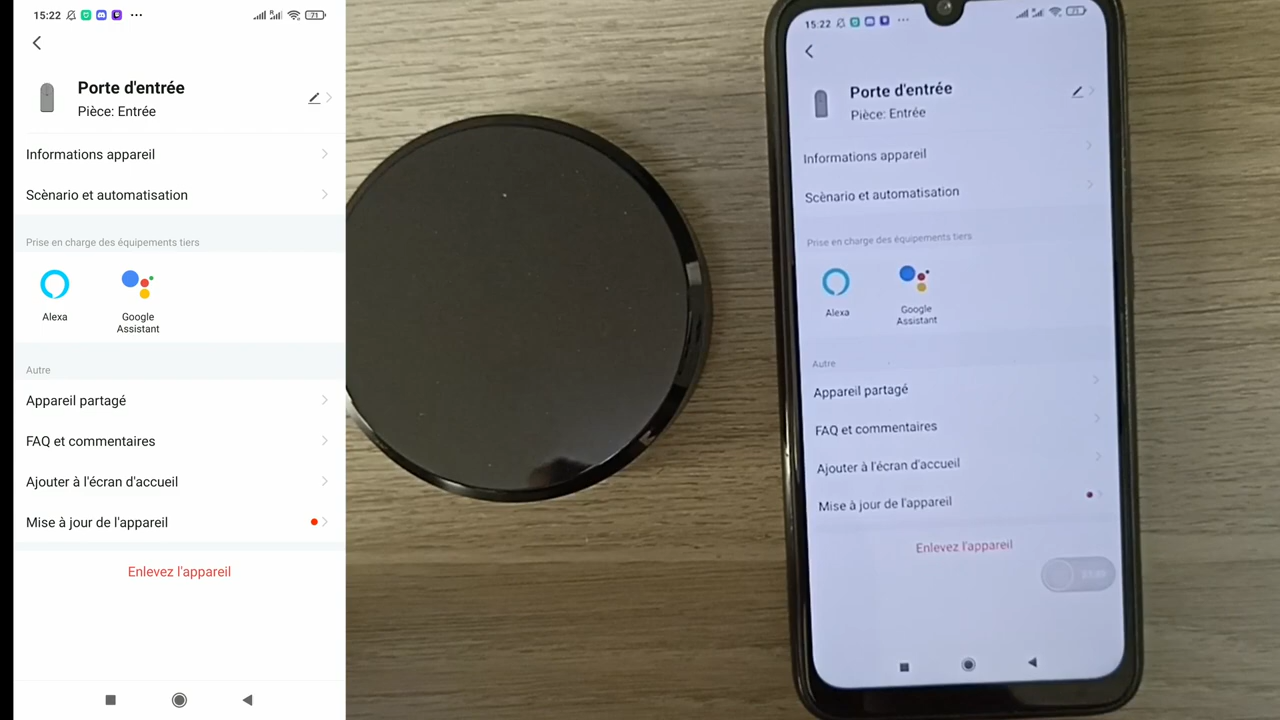 15:22
71
Porte d'entrée
Pièce: Entrée
Informations appareil
Scènario et automatisation
Prise en charge des équipements tiers
Alexa
Google
Assistant
Autre
Appareil partagé
FAQ et commentaires
Ajouter à l'écran d'accueil
Mise à jour de l'appareil
Enlevez l'appareil
15:22
71
Porte d'entrée
Pièce: Entrée
Informations appareil
Scènario et automatisation
Prise en charge des équipements tiers
Alexa
Google
Assistant
Autre
Appareil partagé
FAQ et commentaires
Ajouter à l'écran d'accueil
Mise à jour de l'appareil
Enlevez l'appareil